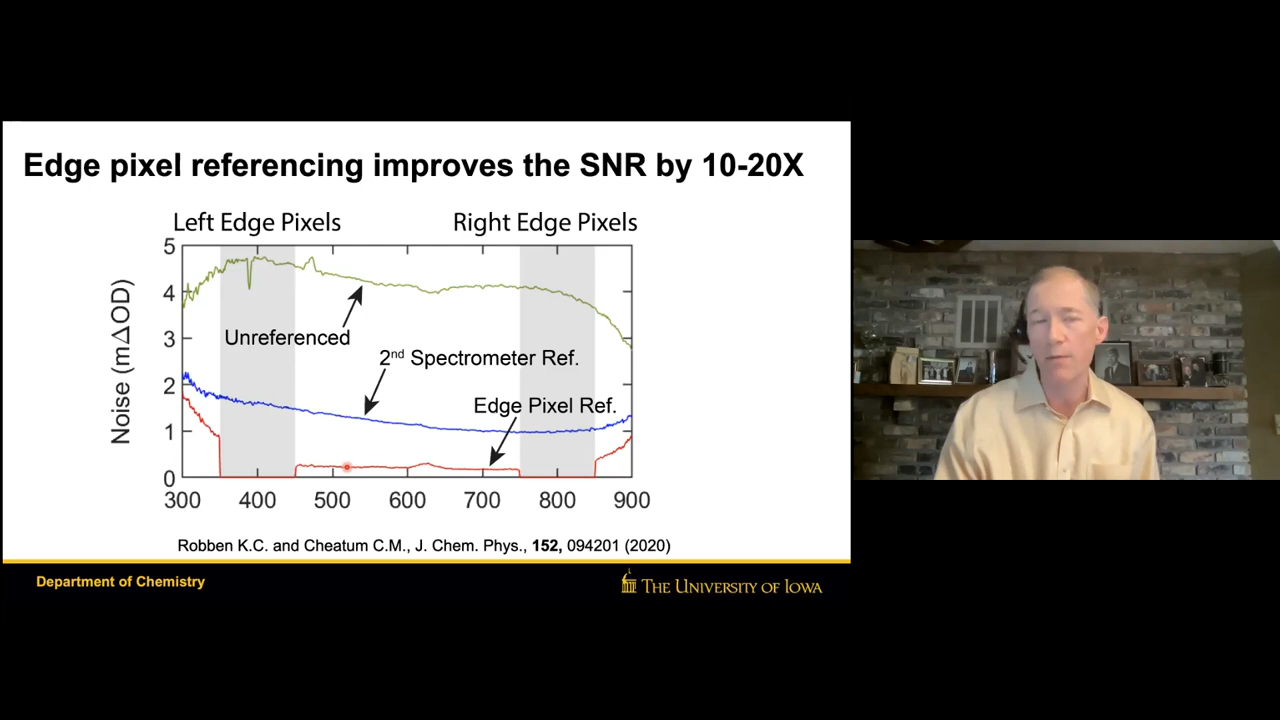 Edge pixel referencing improves the SNR by 10-20X
Left Edge Pixels
Right Edge Pixels
5
4
3
2
1
0
Noise (m∆OD)
Unreferenced
2nd Spectrometer Ref.
Edge Pixel Ref.
300 400 500 600 700 800 900
Robben K.C. and Cheatum C.M., J. Chem. Phys., 152, 094201 (2020)
Department of Chemistry
THE UNIVERSITY OF IOWA